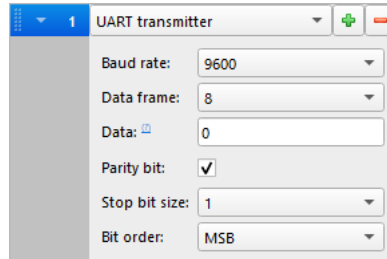 1 UART transmitter
Baud rate: 9600
Data frame: 8
Data: (?) 0
Parity bit:
Stop bit size: 1
Bit order: MSB